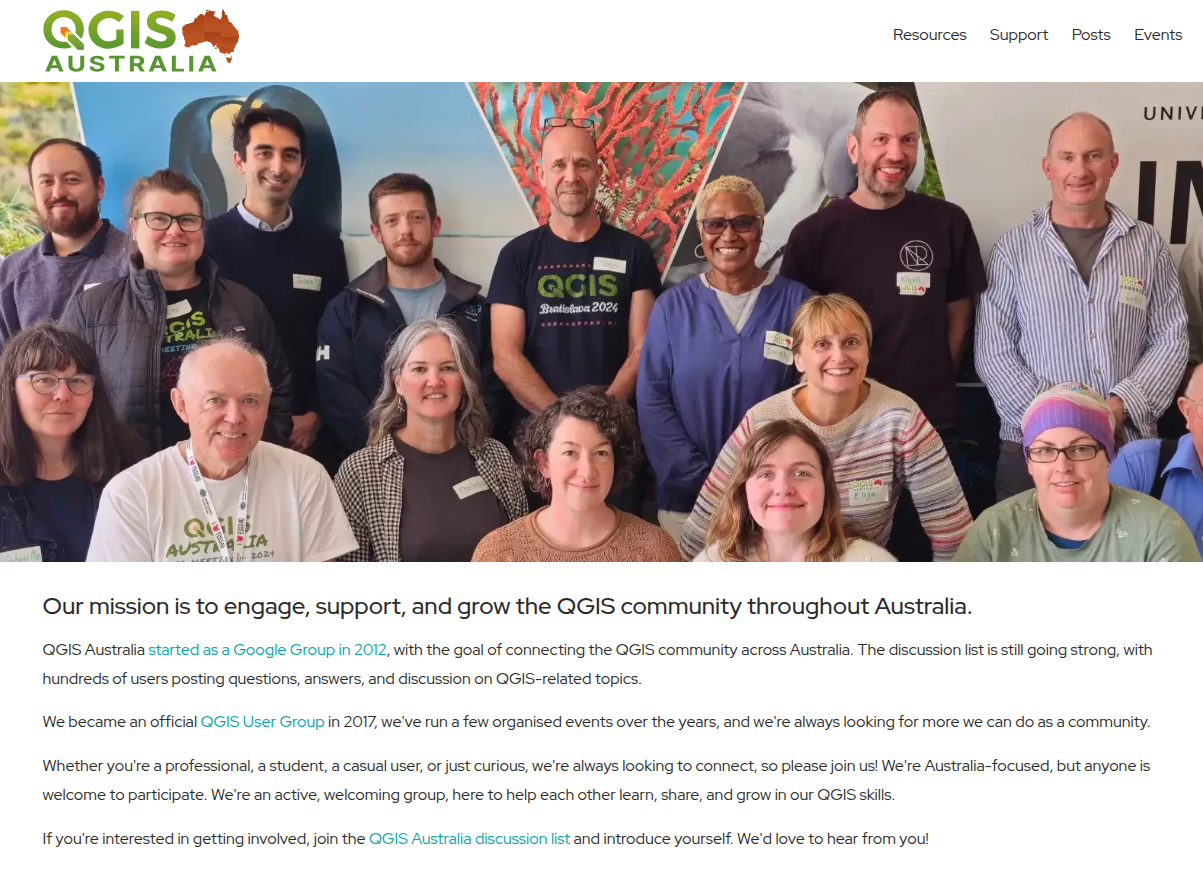 QGIS
AUSTRALIA
Resources Support Posts Events
UNIV
QGIS
Bratislava 2024
H
QGIS
AUSTRALIA
2024
QGIS
Eliza
Our mission is to engage, support, and grow the QGIS community throughout Australia.
QGIS Australia started as a Google Group in 2012, with the goal of connecting the QGIS community across Australia. The discussion list is still going strong, with
hundreds of users posting questions, answers, and discussion on QGIS-related topics.
We became an official QGIS User Group in 2017, we've run a few organised events over the years, and we're always looking for more we can do as a community.
Whether you're a professional, a student, a casual user, or just curious, we're always looking to connect, so please join us! We're Australia-focused, but anyone is
welcome to participate. We're an active, welcoming group, here to help each other learn, share, and grow in our QGIS skills.
If you're interested in getting involved, join the QGIS Australia discussion list and introduce yourself. We'd love to hear from you!